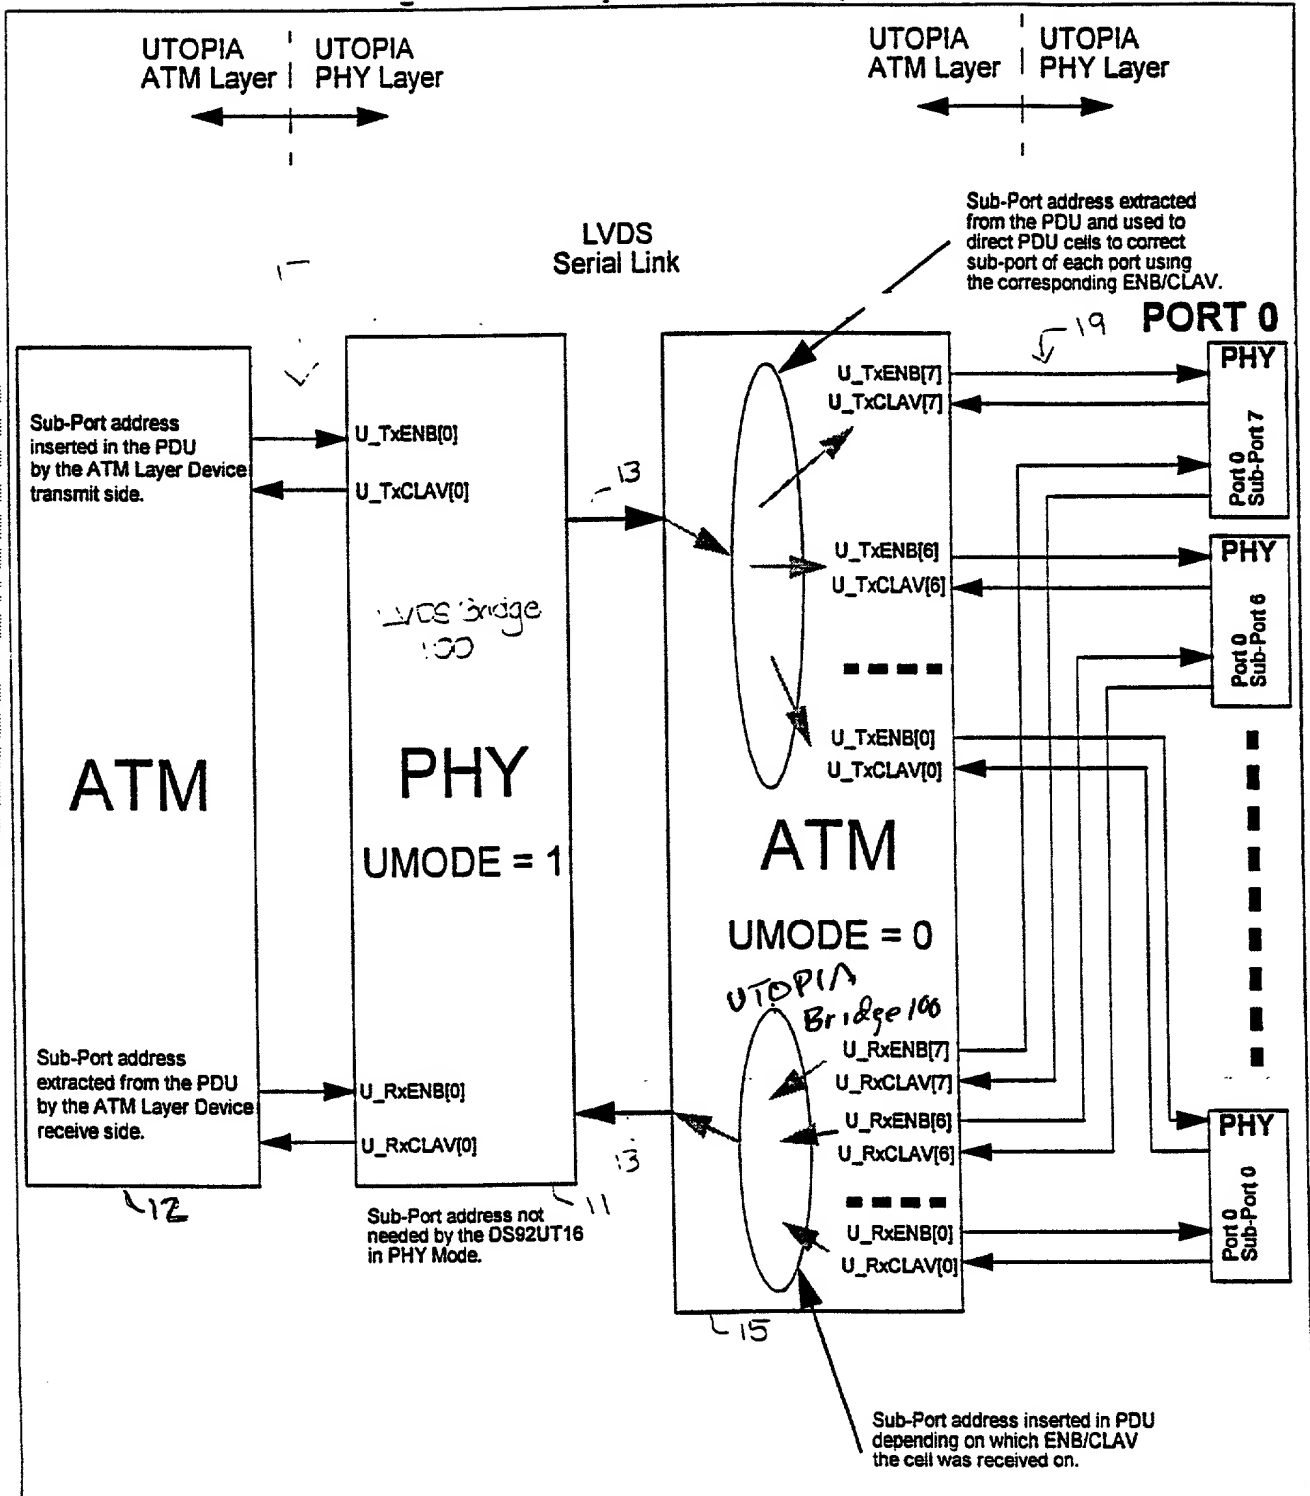 UTOPIA
ATM Layer
UTOPIA
PHY Layer
UTOPIA
ATM Layer
UTOPIA
PHY Layer
LVDS
Serial Link
Sub-Port address extracted
from the PDU and used to
direct PDU cells to correct
sub-port of each port using
the corresponding ENB/CLAV.
PORT 0
19
Sub-Port address
inserted in the PDU
by the ATM Layer Device
transmit side.
U_TxENB[0]
U_TxCLAV[0]
13
U_TxENB[7]
U_TxCLAV[7]
PHY
Port 0
Sub-Port 7
U_TxENB[6]
U_TxCLAV[6]
PHY
Port 0
Sub-Port 6
LVDS Bridge
100
U_TxENB[0]
U_TxCLAV[0]
ATM
PHY
UMODE = 1
ATM
UMODE = 0
UTOPIA
Bridge 100
Sub-Port address
extracted from the PDU
by the ATM Layer Device
receive side.
U_RxENB[0]
U_RxCLAV[0]
13
U_RxENB[7]
U_RxCLAV[7]
U_RxENB[6]
U_RxCLAV[6]
U_RxENB[0]
U_RxCLAV[0]
PHY
Port 0
Sub-Port 0
12
11
Sub-Port address not
needed by the DS92UT16
in PHY Mode.
15
Sub-Port address inserted in PDU
depending on which ENB/CLAV
the cell was received on.